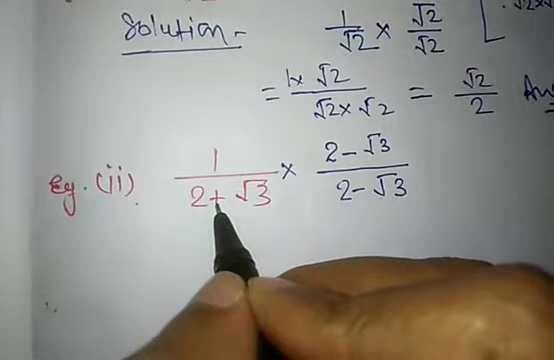 Solution - 1/√2 × √2/√2 [
= 1×√2/√2×√2 = √2/2 Ans
Eg. (ii) 1/2+√3 × 2-√3/2-√3